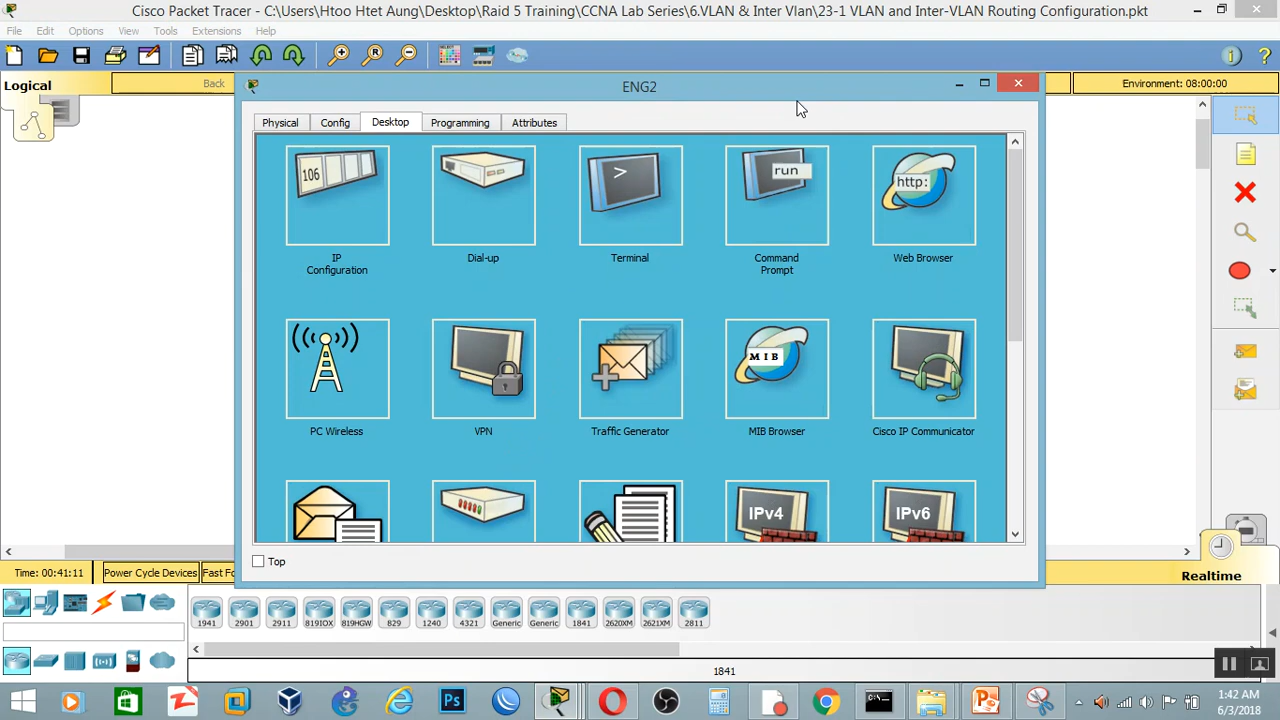 Cisco Packet Tracer - C:\Users\Htoo Htet Aung\Desktop\Raid 5 Training\CCNA Lab Series\6.VLAN & Inter Vlan\23-1 VLAN and Inter-VLAN Routing Configuration.pkt
File Edit Options View Tools Extensions Help
Logical Back Environment: 08:00:00
ENG2
Physical Config Desktop Programming Attributes
106 > run http:
IP Configuration
Dial-up
Terminal
Command Prompt
Web Browser
MIB
PC Wireless VPN Traffic Generator MIB Browser Cisco IP Communicator
IPv4 IPv6
Top
Time: 00:41:11 Power Cycle Devices Fast Fo Realtime
1941 2901 2911 819IOX 819HGW 829 1240 4321 Generic Generic 1841 2620XM 2621XM 2811
1841
Ps
1:42 AM
6/3/2018